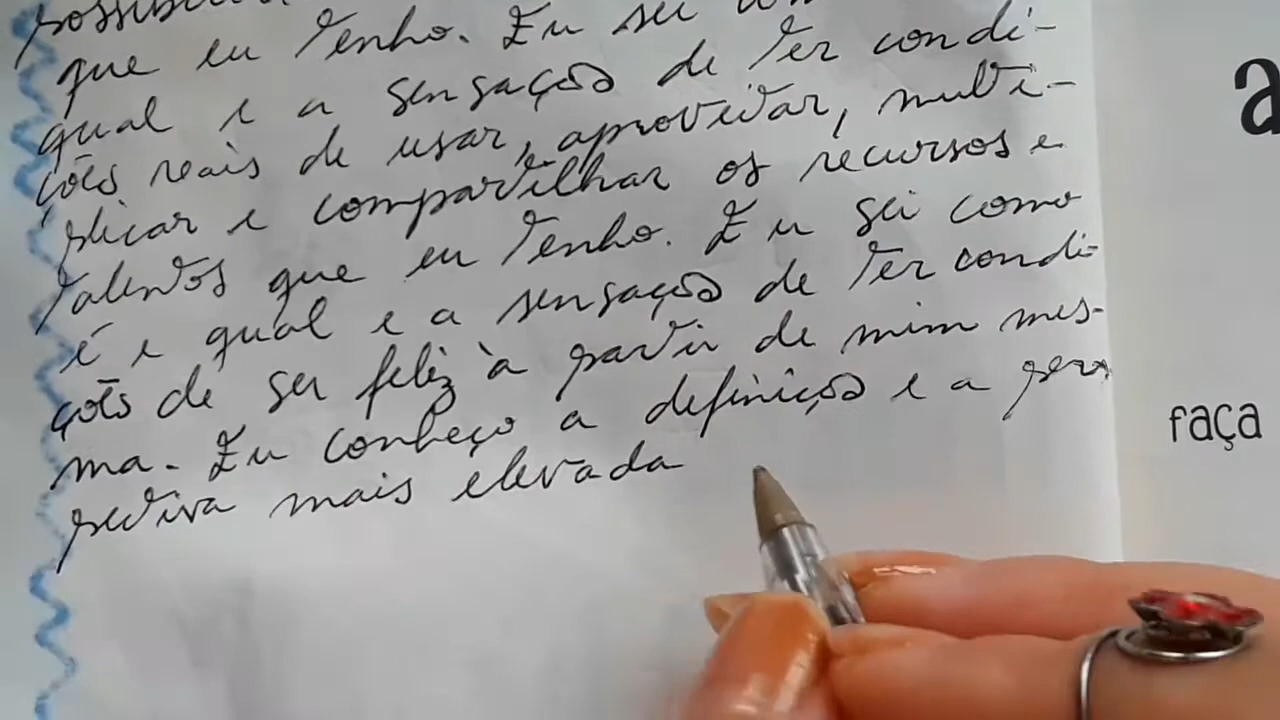 que eu tenho. Eu sei
qual e a sensação de ter condi-
ções reais de usar, aproveitar, multi-
plicar e compartilhar os recursos e
talentos que eu tenho. Eu sei como
é e qual e a sensação de ter condi-
ções de ser feliz à partir de mim mes-
ma. Eu conheço a definição e a pers
pectiva mais elevada
a
faça